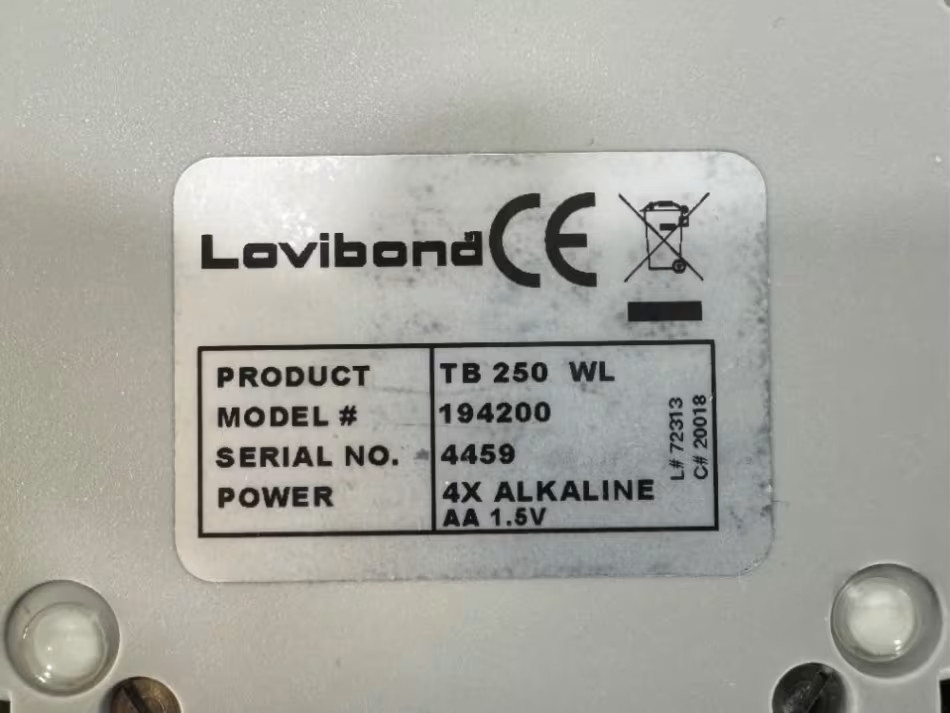 Lovibond CE
PRODUCT TB 250 WL
MODEL # 194200
SERIAL NO. 4459
POWER 4X ALKALINE
AA 1.5V
L# 72313
C# 20018